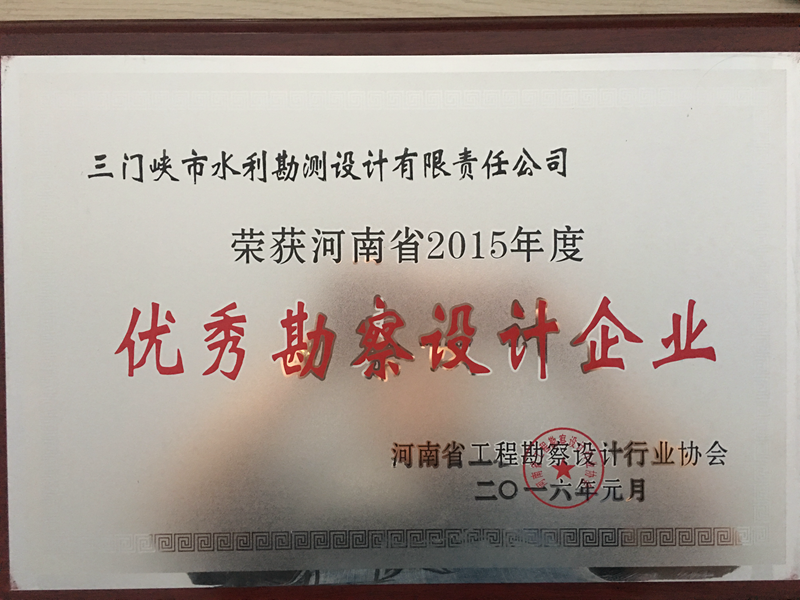 三门峡市水利勘测设计有限责任公司
荣获河南省2015年度
优秀勘察设计企业
河南省工程勘察设计行业协会
二〇一六年元月